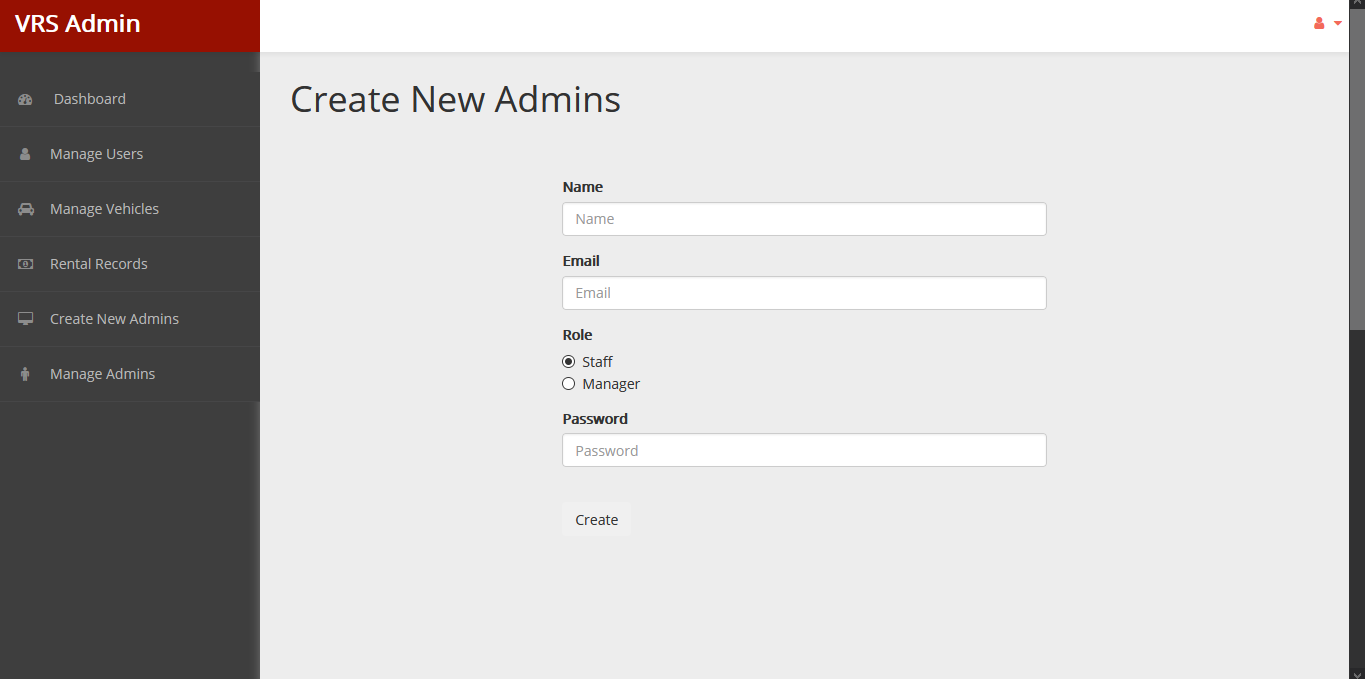 VRS Admin
Dashboard
Manage Users
Manage Vehicles
Rental Records
Create New Admins
Manage Admins
Create New Admins
Name
Name
Email
Email
Role
Staff
Manager
Password
Password
Create